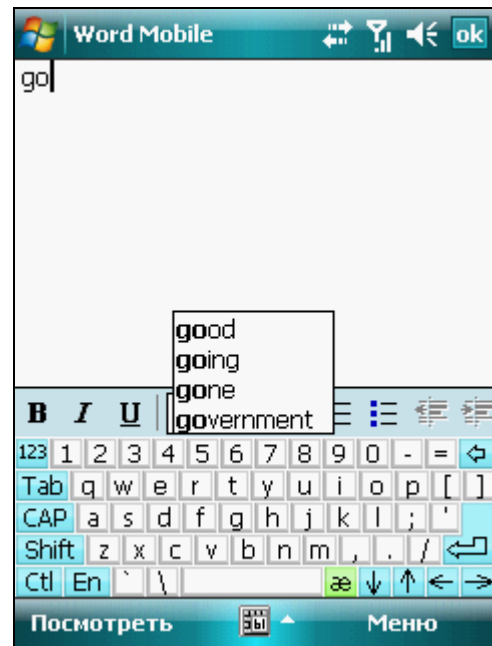 Word Mobile ok
go
good
going
gone
government
B I U
123 1 2 3 4 5 6 7 8 9 0 - =
Tab q w e r t y u i o p [ ]
CAP a s d f g h j k l ; '
Shift z x c v b n m , . /
Ctl En ` \ æ ↓ ↑ ← →
Посмотреть ЗЫ Меню